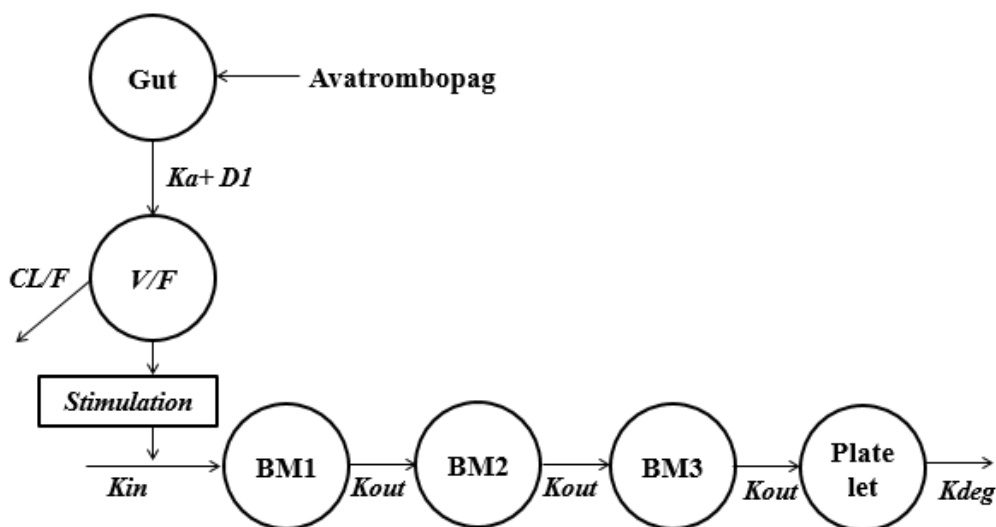 Gut
Avatrombopag
Ka+ D1
CL/F
V/F
Stimulation
Kin
BM1
Kout
BM2
Kout
BM3
Kout
Plate
let
Kdeg